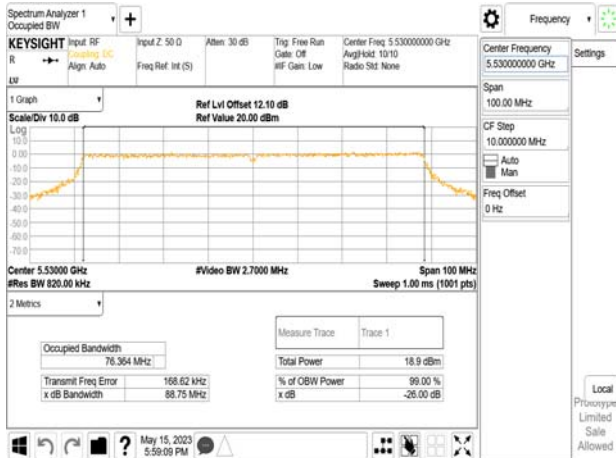 Spectrum Analyzer 1
Occupied BW
KEYSIGHT
R
LXI
Input: RF
Coupling: DC
Align: Auto
Input Z: 50 Ω
Freq Ref: Int (S)
Atten: 30 dB
Trig: Free Run
Gate: Off
#IF Gain: Low
Center Freq: 5.530000000 GHz
Avg|Hold: 10/10
Radio Std: None
1 Graph
Scale/Div 10.0 dB
Ref Lvl Offset 12.10 dB
Ref Value 20.00 dBm
Log
10.0
0.00
-10.0
-20.0
-30.0
-40.0
-50.0
-60.0
-70.0
Center 5.53000 GHz
#Video BW 2.7000 MHz
Span 100 MHz
#Res BW 820.00 kHz
Sweep 1.00 ms (1001 pts)
2 Metrics
Measure Trace Trace 1
Occupied Bandwidth
76.364 MHz
Total Power 18.9 dBm
Transmit Freq Error 168.62 kHz
% of OBW Power 99.00 %
x dB Bandwidth 88.75 MHz
x dB -26.00 dB
May 15, 2023
5:59:09 PM
Frequency
Center Frequency
5.530000000 GHz
Settings
Span
100.00 MHz
CF Step
10.000000 MHz
Auto
Man
Freq Offset
0 Hz
Local
Prototype
Limited
Sale
Allowed